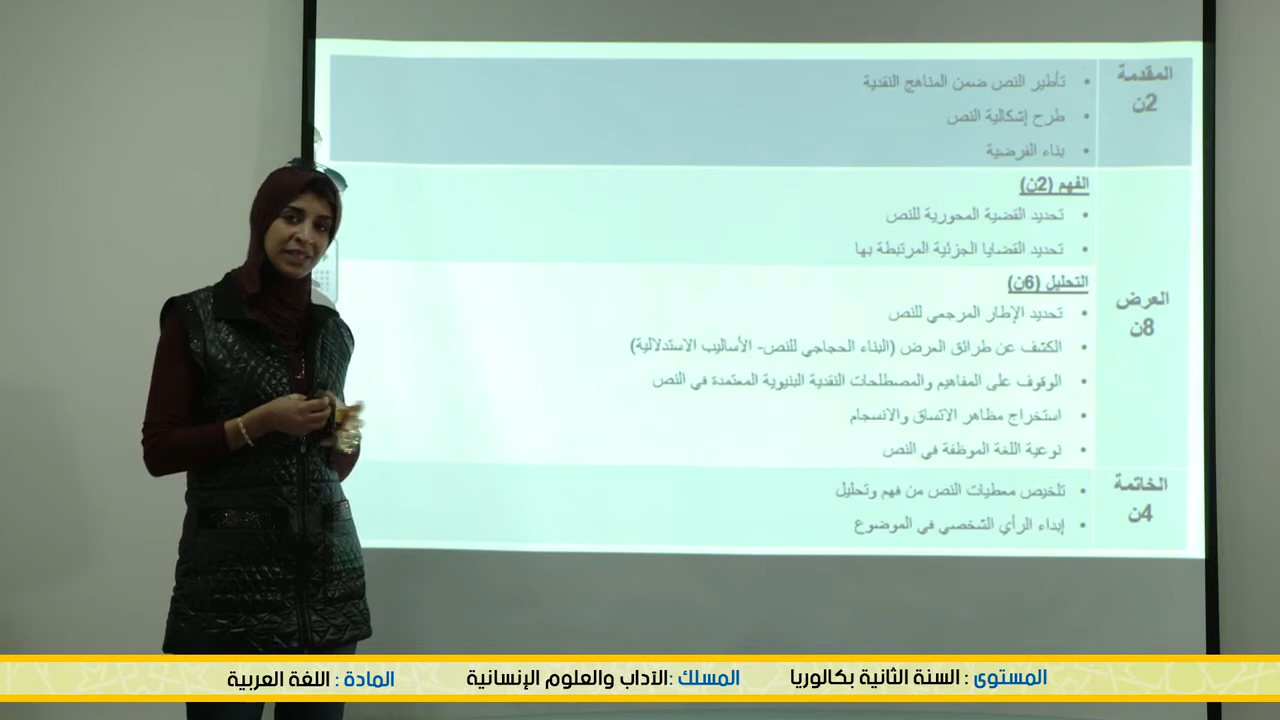 المقدمة
2ن
• تأطير النص ضمن المناهج النقدية
• طرح إشكالية النص
• بناء الفرضية
العرض
8ن
الفهم (2ن)
• تحديد القضية المحورية للنص
• تحديد القضايا الجزئية المرتبطة بها
التحليل (6ن)
• تحديد الإطار المرجعي للنص
• الكشف عن طرائق العرض (البناء الحجاجي للنص- الأساليب الاستدلالية)
• الوقوف على المفاهيم والمصطلحات النقدية البنيوية المعتمدة في النص
• استخراج مظاهر الاتساق والانسجام
• نوعية اللغة الموظفة في النص
الخاتمة
4ن
• تلخيص معطيات النص من فهم وتحليل
• إبداء الرأي الشخصي في الموضوع
المستوى : السنة الثانية بكالوريا
المسلك :الآداب والعلوم الإنسانية
المادة : اللغة العربية